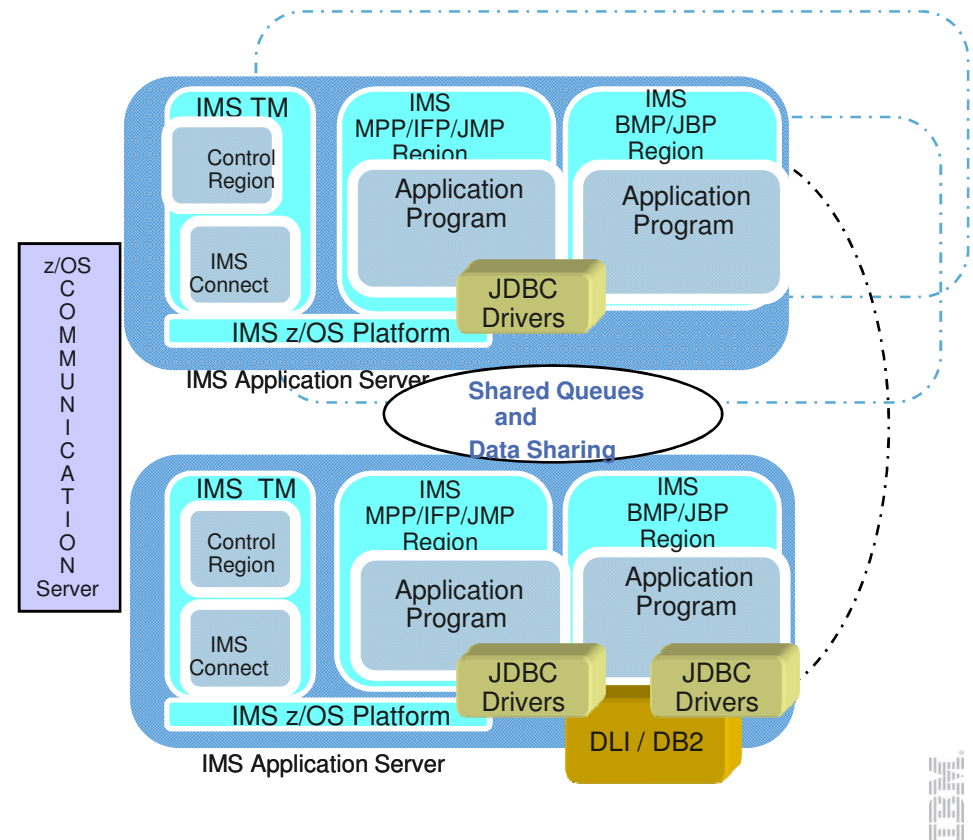 IMS TM
Control
Region
IMS
Connect
IMS
MPP/IFP/JMP
Region
Application
Program
IMS
BMP/JBP
Region
Application
Program
JDBC
Drivers
IMS z/OS Platform
IMS Application Server
z/OS
C
O
M
M
U
N
I
C
A
T
I
O
N
Server
Shared Queues
and
Data Sharing
IMS TM
Control
Region
IMS
Connect
IMS
MPP/IFP/JMP
Region
Application
Program
IMS
BMP/JBP
Region
Application
Program
JDBC
Drivers
JDBC
Drivers
IMS z/OS Platform
DLI / DB2
IMS Application Server
IBM